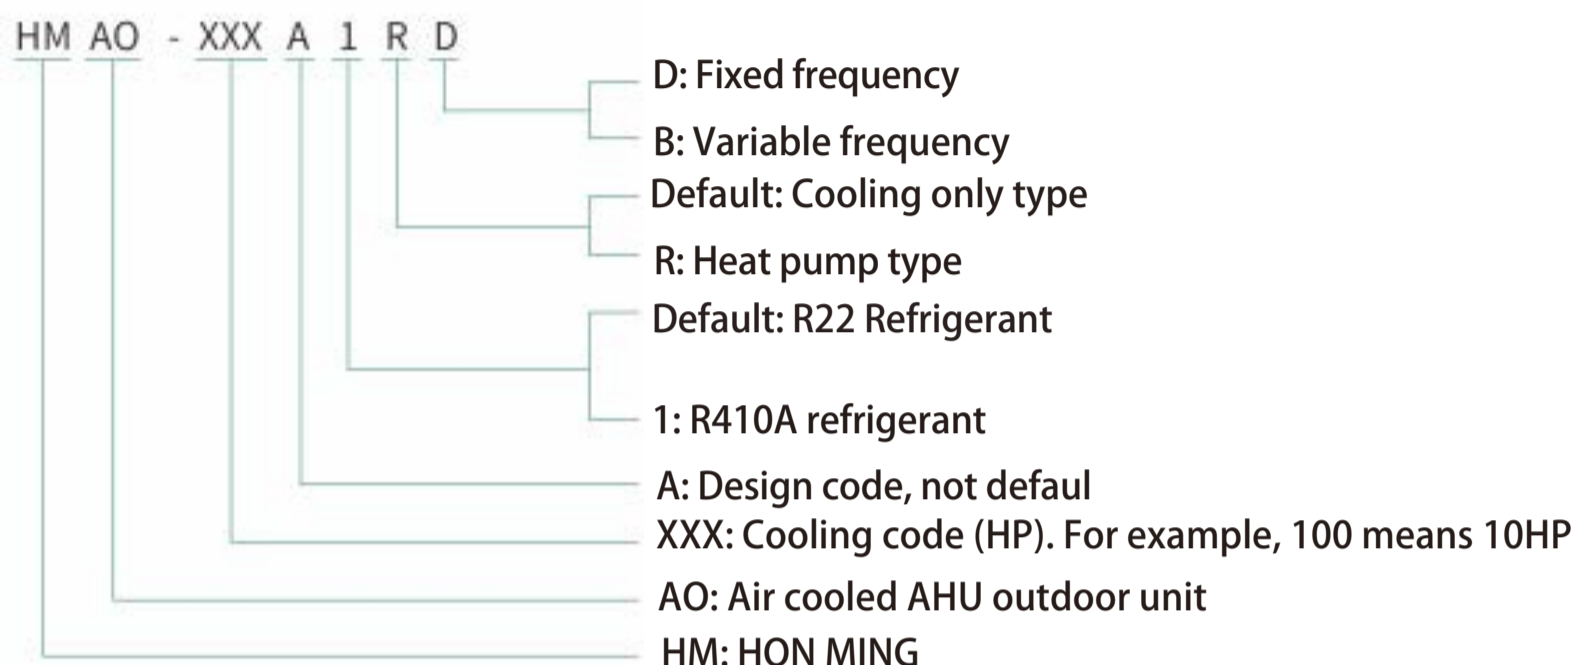 HM AO - XXX A 1 R D
D: Fixed frequency
B: Variable frequency
Default: Cooling only type
R: Heat pump type
Default: R22 Refrigerant
1: R410A refrigerant
A: Design code, not defaul
XXX: Cooling code (HP). For example, 100 means 10HP
AO: Air cooled AHU outdoor unit
HM: HON MING